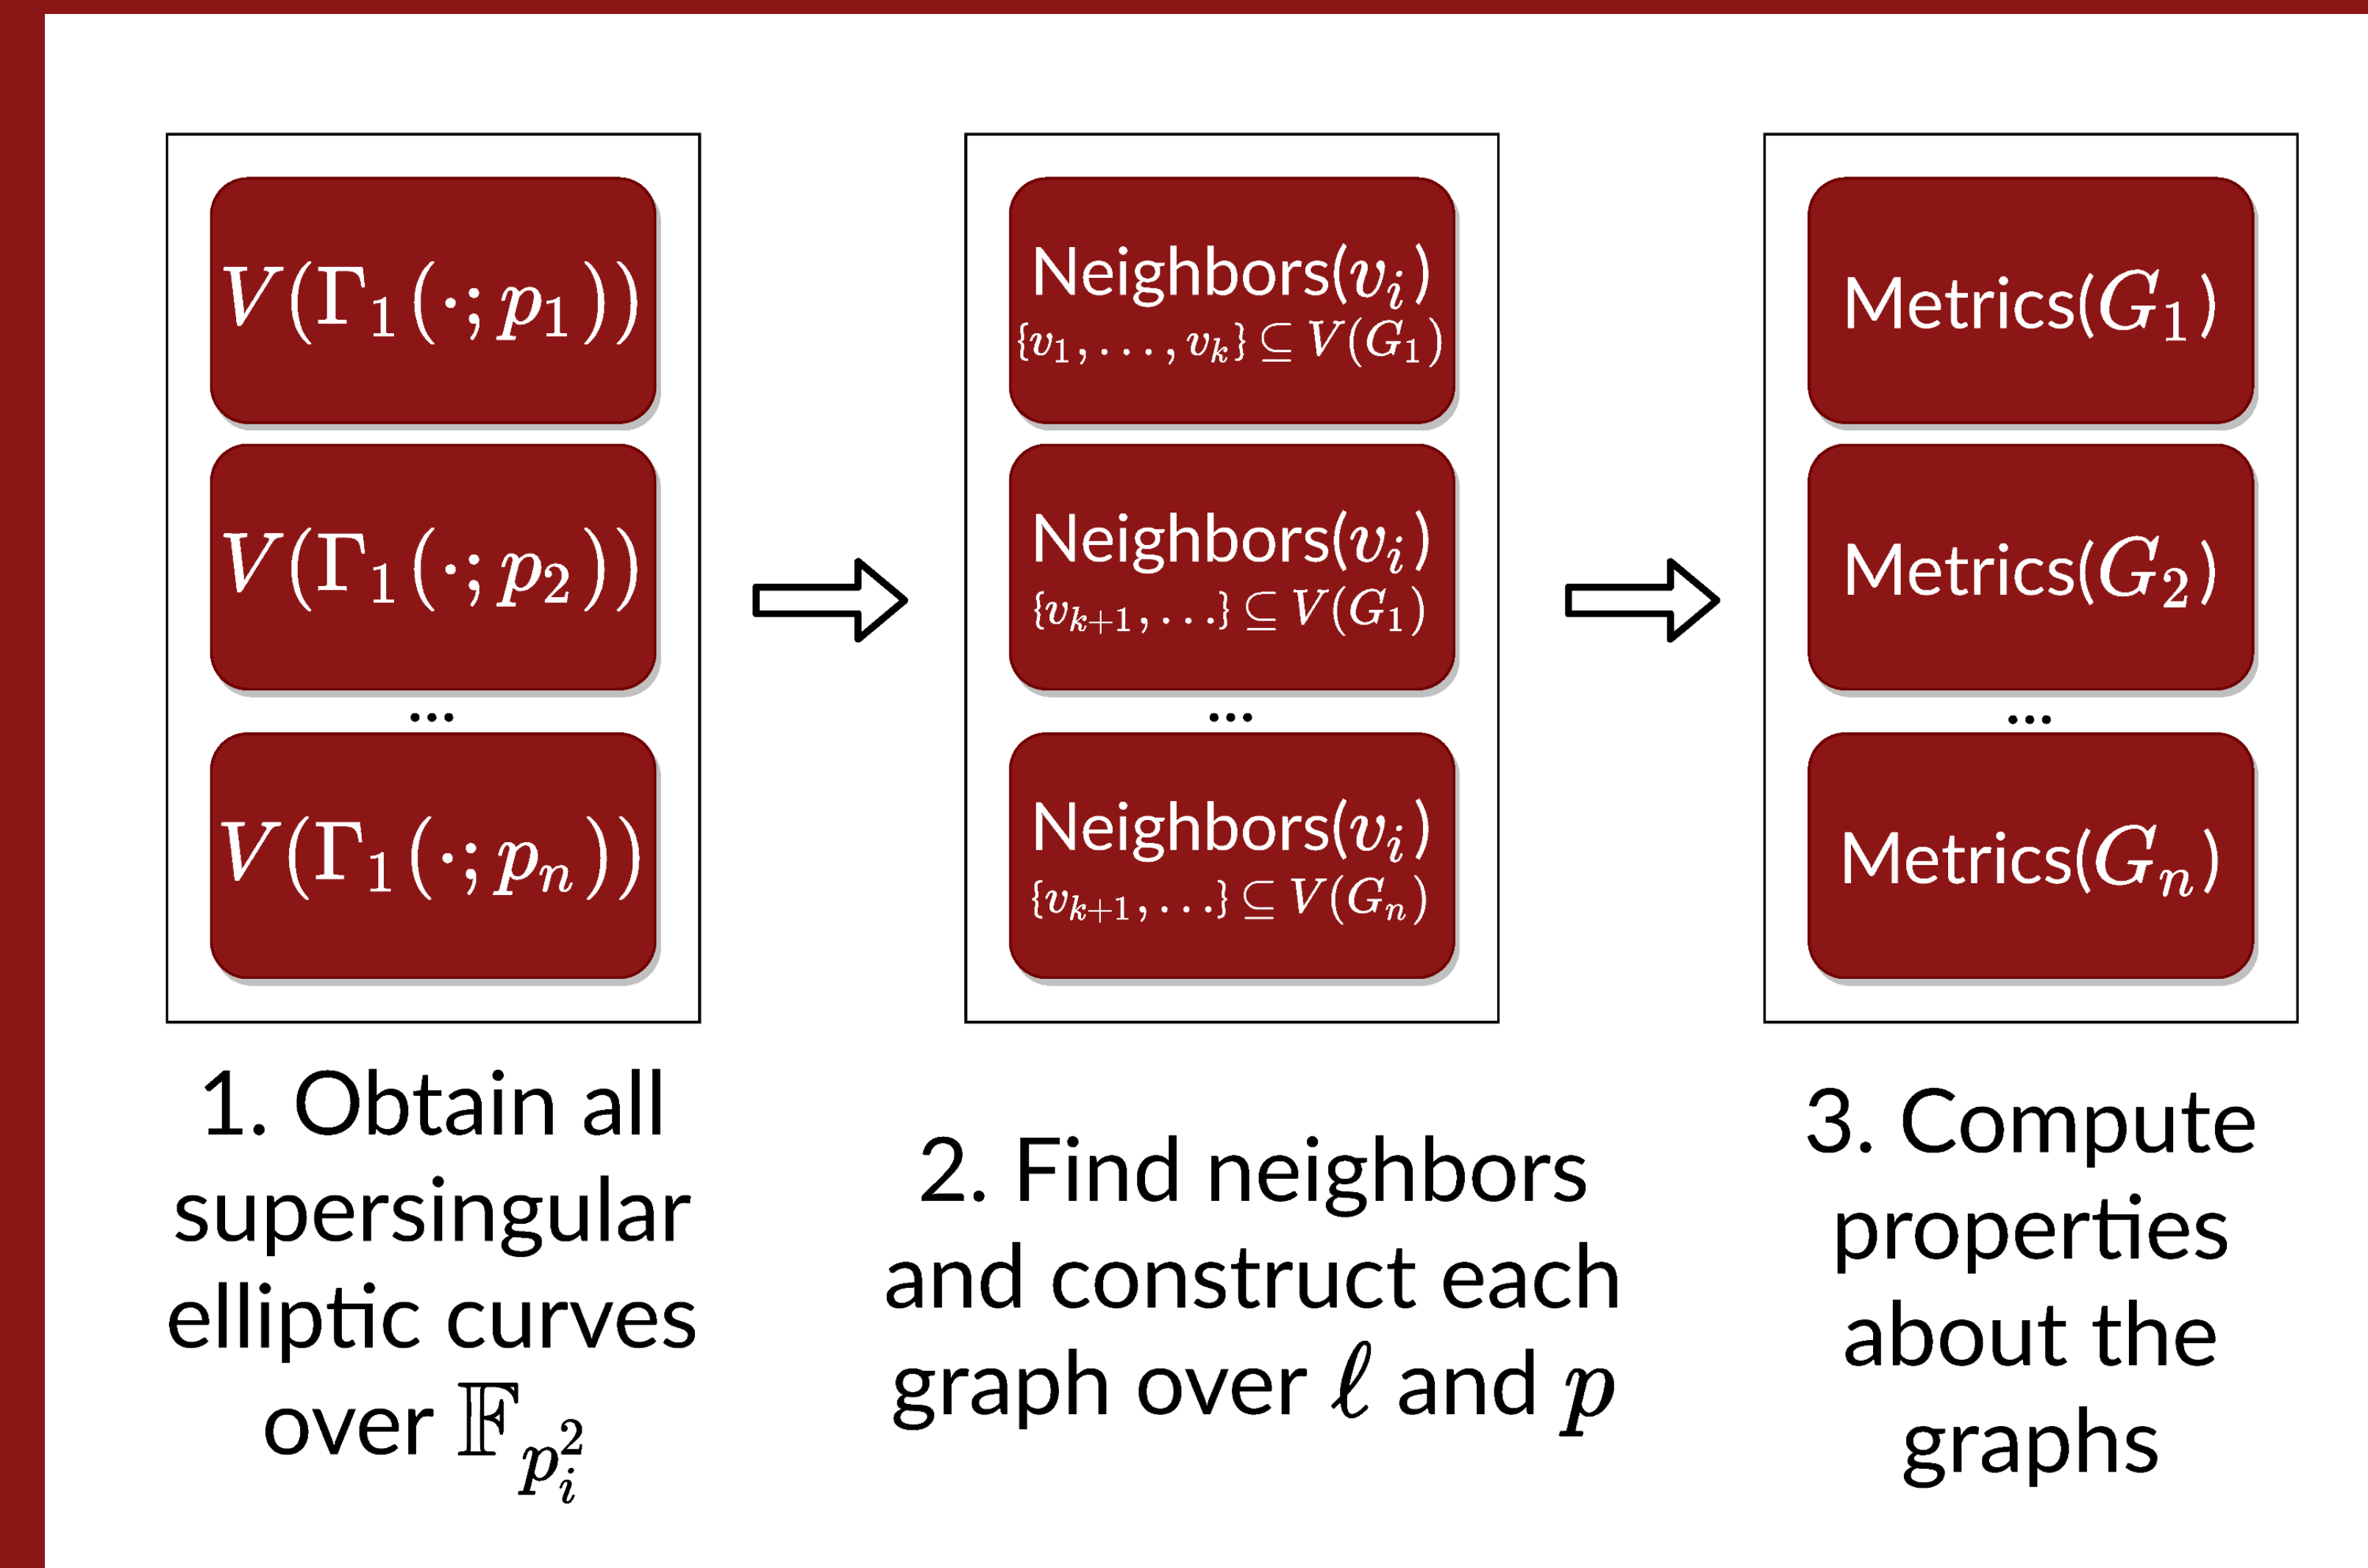 V(Γ₁(·; p₁))
V(Γ₁(·; p₂))
...
V(Γ₁(·; pₙ))
1. Obtain all
supersingular
elliptic curves
over 𝔽_{p_i^2}
Neighbors(vᵢ)
{v₁, . . . , vₖ} ⊆ V(G₁)
Neighbors(vᵢ)
{vₖ₊₁, . . .} ⊆ V(G₁)
...
Neighbors(vᵢ)
{vₖ₊₁, . . .} ⊆ V(Gₙ)
2. Find neighbors
and construct each
graph over ℓ and p
Metrics(G₁)
Metrics(G₂)
...
Metrics(Gₙ)
3. Compute
properties
about the
graphs